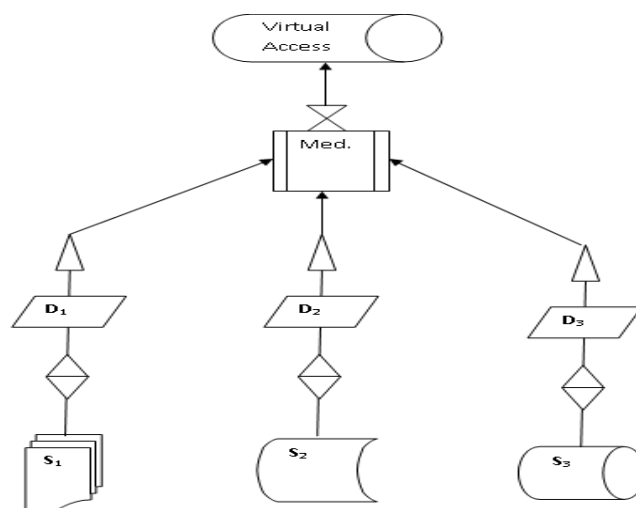 Virtual
Access
Med.
D₁
D₂
D₃
S₁
S₂
S₃